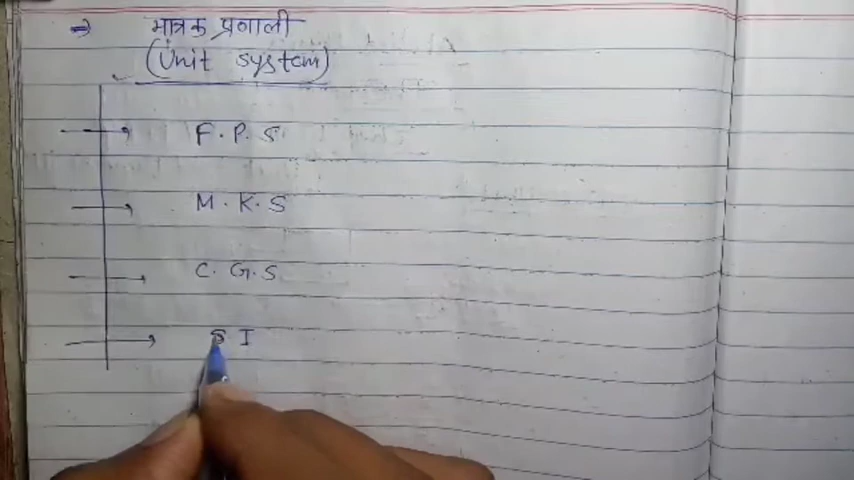 ⇒ मात्रक प्रणाली
(Unit system)
→ F.P.S
→ M.K.S
→ C.G.S
→ S I